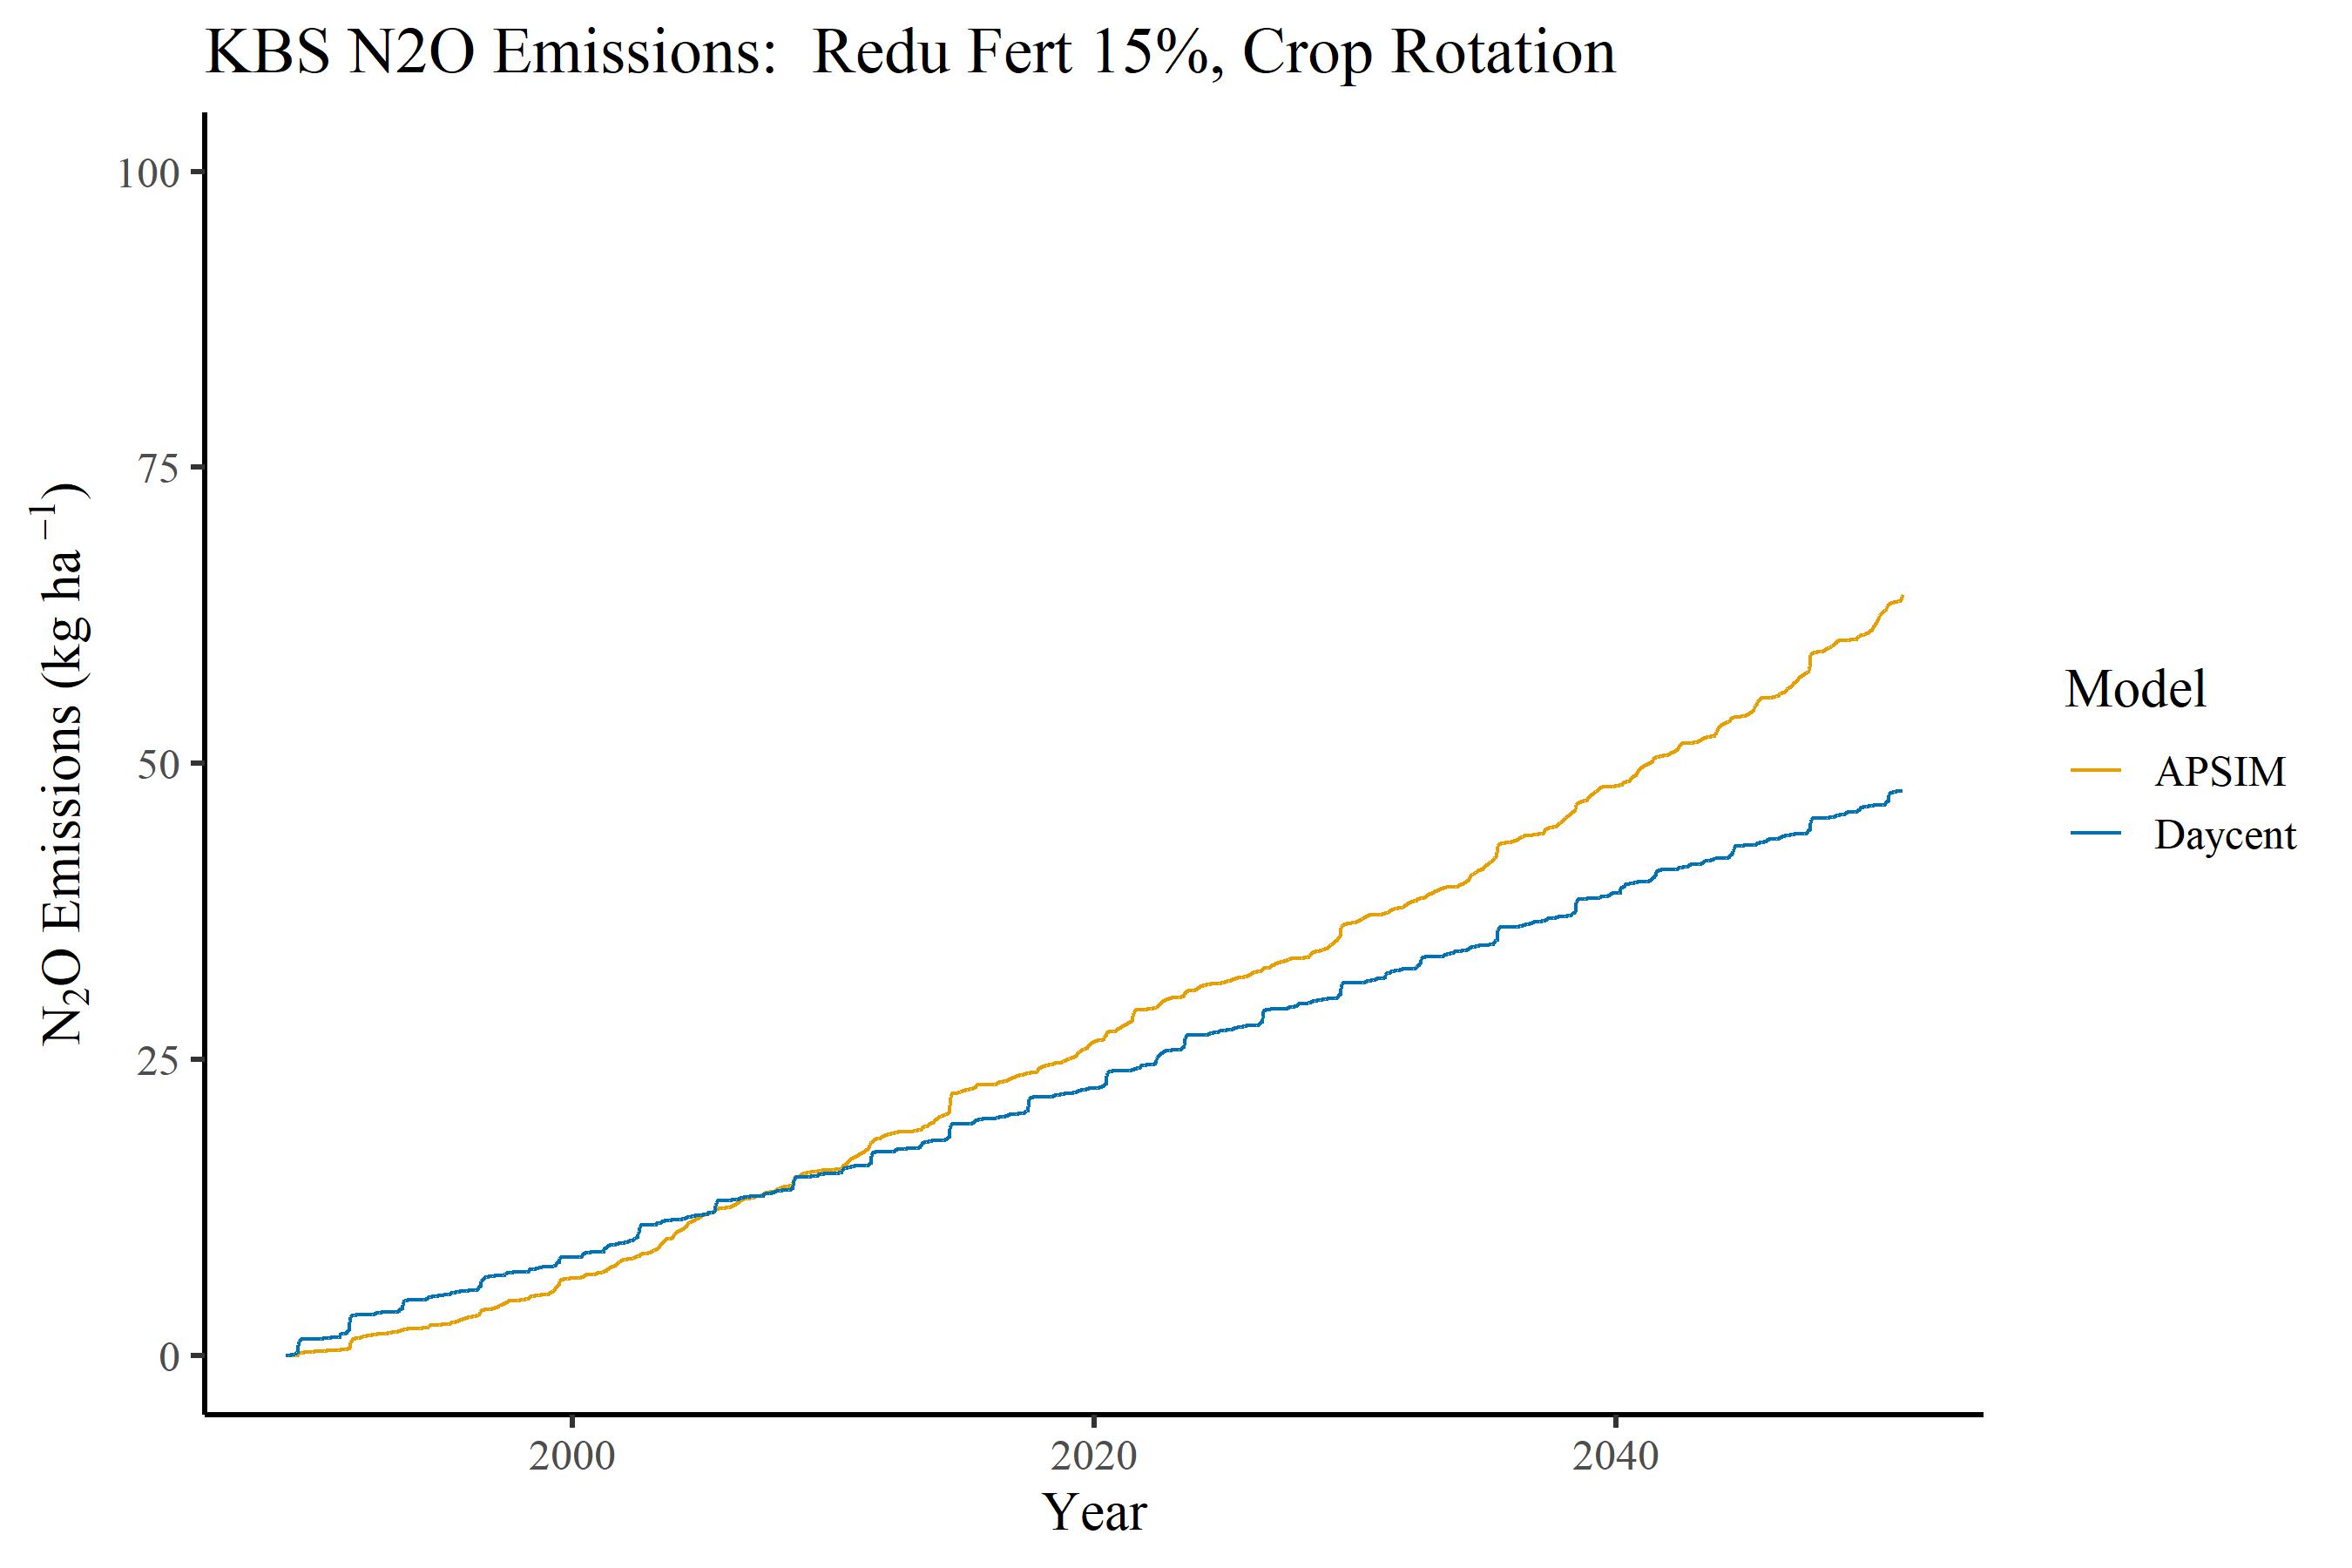 KBS N2O Emissions:  Redu Fert 15%, Crop Rotation
100
75
50
25
0
N₂O Emissions (kg ha⁻¹)
2000
2020
2040
Year
Model
APSIM
Daycent